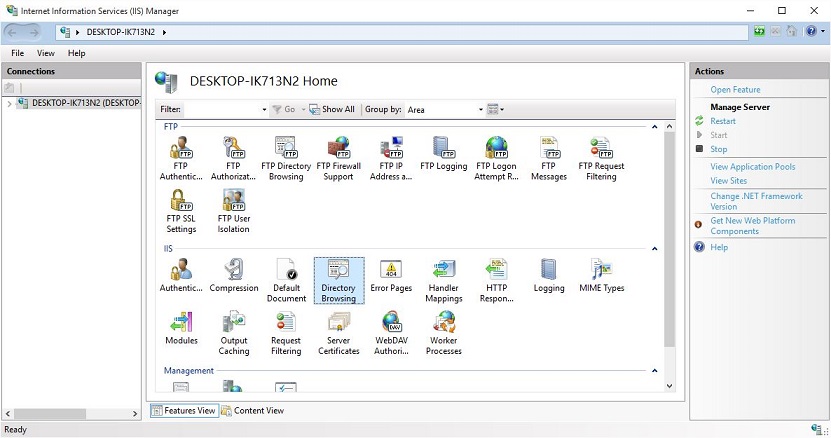 Internet Information Services (IIS) Manager
DESKTOP-IK713N2
File View Help
Connections
DESKTOP-IK713N2 (DESKTOP-
DESKTOP-IK713N2 Home
Filter: Go Show All Group by: Area
FTP
FTP Authentic...
FTP Authorizat...
FTP Directory Browsing
FTP Firewall Support
FTP IP Address a...
FTP Logging
FTP Logon Attempt R...
FTP Messages
FTP Request Filtering
FTP SSL Settings
FTP User Isolation
IIS
Authentic...
Compression
Default Document
Directory Browsing
Error Pages
Handler Mappings
HTTP Respon...
Logging
MIME Types
Modules
Output Caching
Request Filtering
Server Certificates
WebDAV Authori...
Worker Processes
Management
Features View
Content View
Actions
Open Feature
Manage Server
Restart
Start
Stop
View Application Pools
View Sites
Change .NET Framework Version
Get New Web Platform Components
Help
Ready